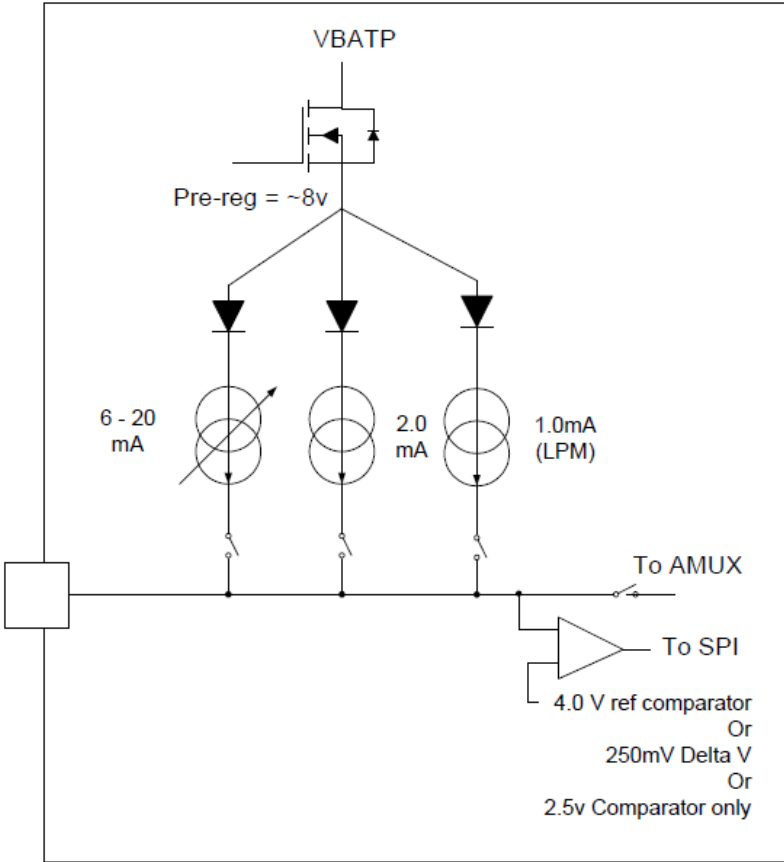 VBATP
Pre-reg = ~8v
6 - 20
mA
2.0
mA
1.0mA
(LPM)
To AMUX
To SPI
4.0 V ref comparator
Or
250mV Delta V
Or
2.5v Comparator only